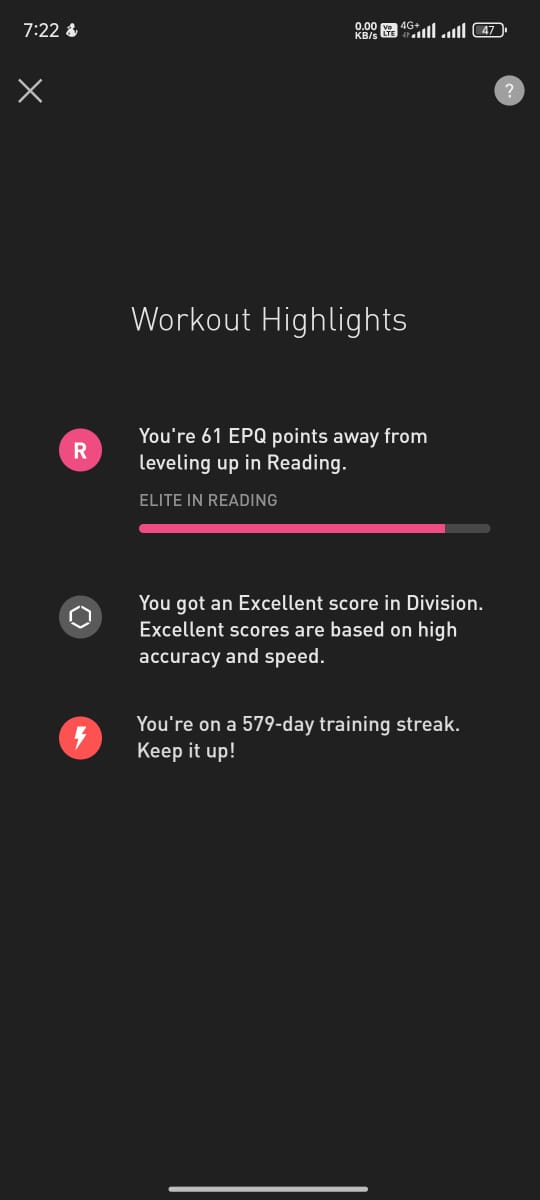 7:22
0.00
KB/s
Vo
LTE
4G+
47
?
Workout Highlights
R
You're 61 EPQ points away from
leveling up in Reading.
ELITE IN READING
You got an Excellent score in Division.
Excellent scores are based on high
accuracy and speed.
You're on a 579-day training streak.
Keep it up!